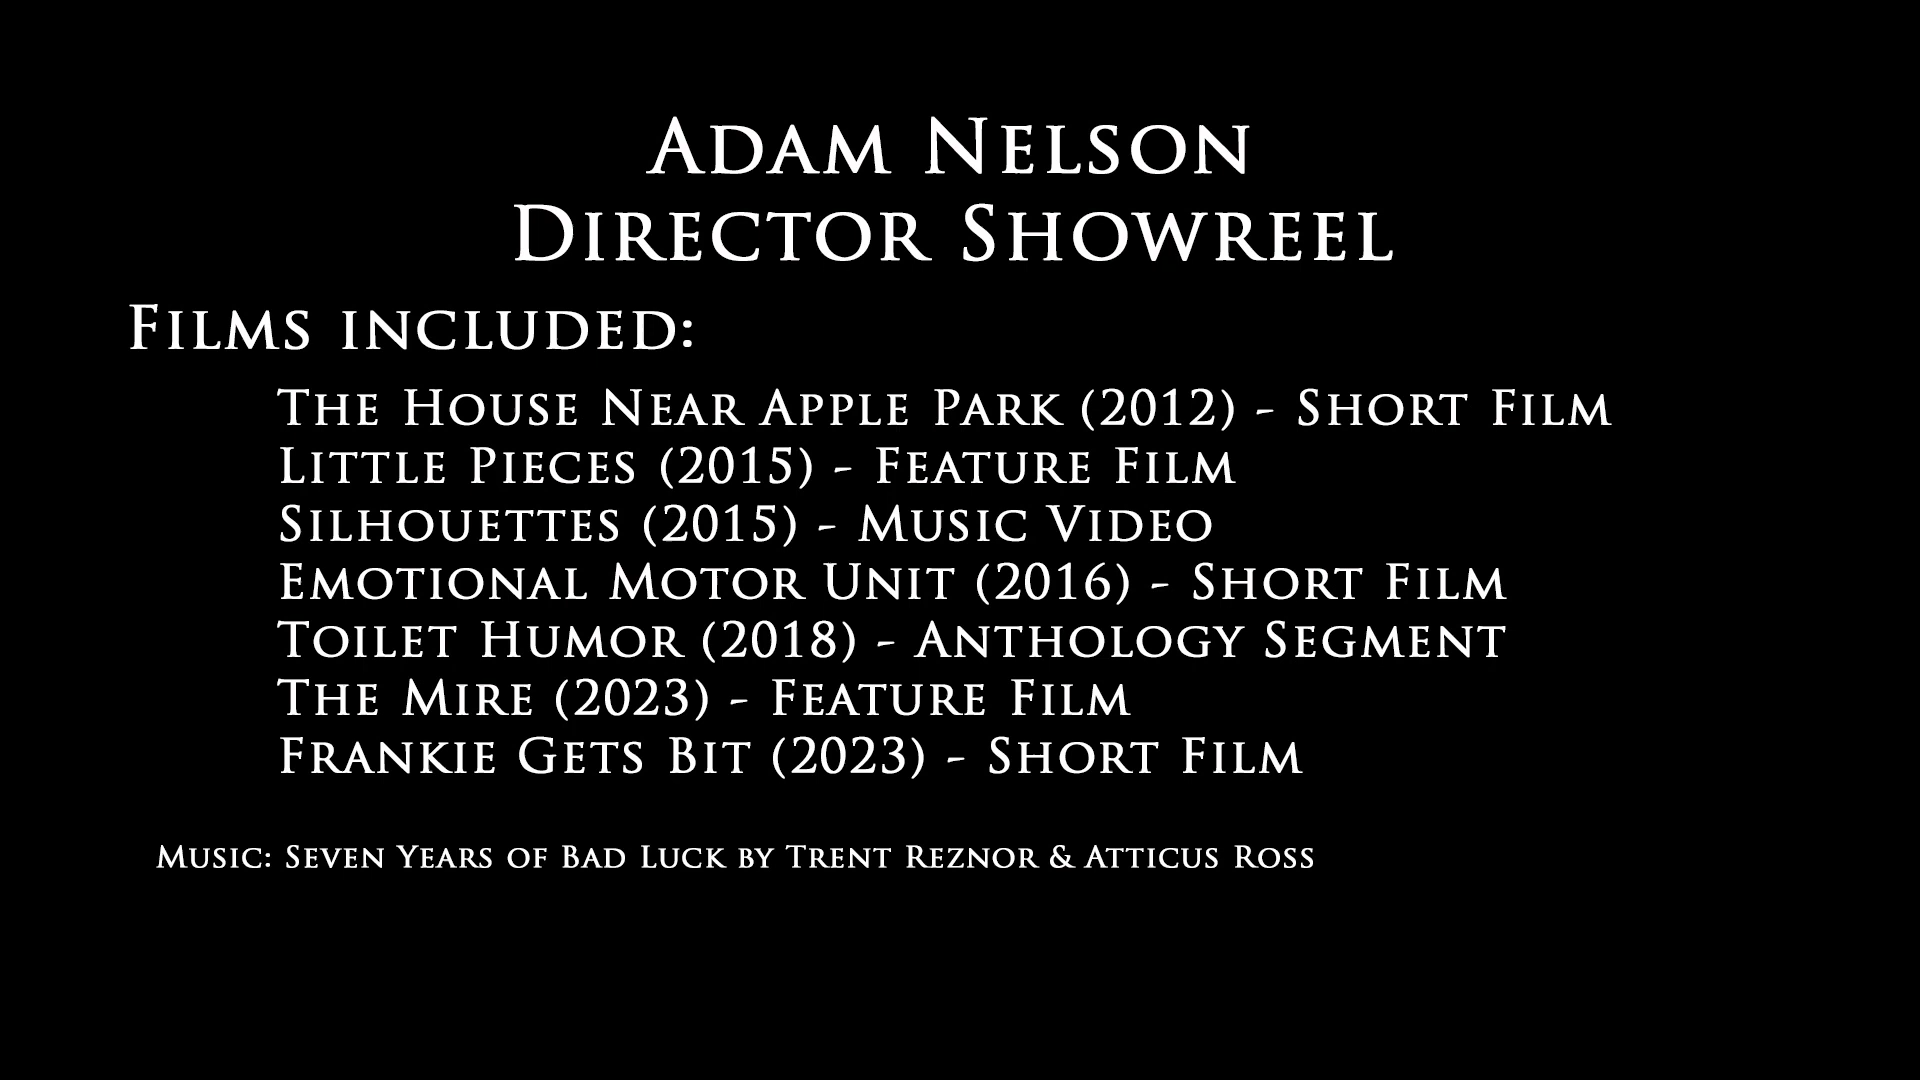 Adam Nelson
Director Showreel
Films included:
The House Near Apple Park (2012) - Short Film
Little Pieces (2015) - Feature Film
Silhouettes (2015) - Music Video
Emotional Motor Unit (2016) - Short Film
Toilet Humor (2018) - Anthology Segment
The Mire (2023) - Feature Film
Frankie Gets Bit (2023) - Short Film
Music: Seven Years of Bad Luck by Trent Reznor & Atticus Ross